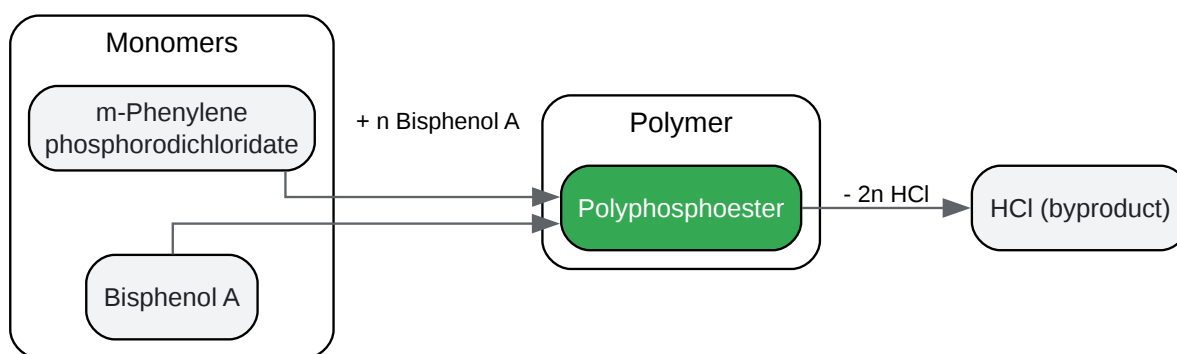 Monomers
m-Phenylene
phosphorodichloridate
+ n Bisphenol A
Polymer
Polyphosphoester
- 2n HCl
HCl (byproduct)
Bisphenol A